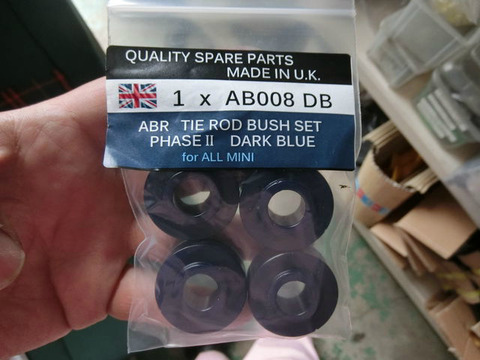 QUALITY SPARE PARTS
MADE IN U.K.
1 x AB008 DB
ABR TIE ROD BUSH SET
PHASE II DARK BLUE
for ALL MINI